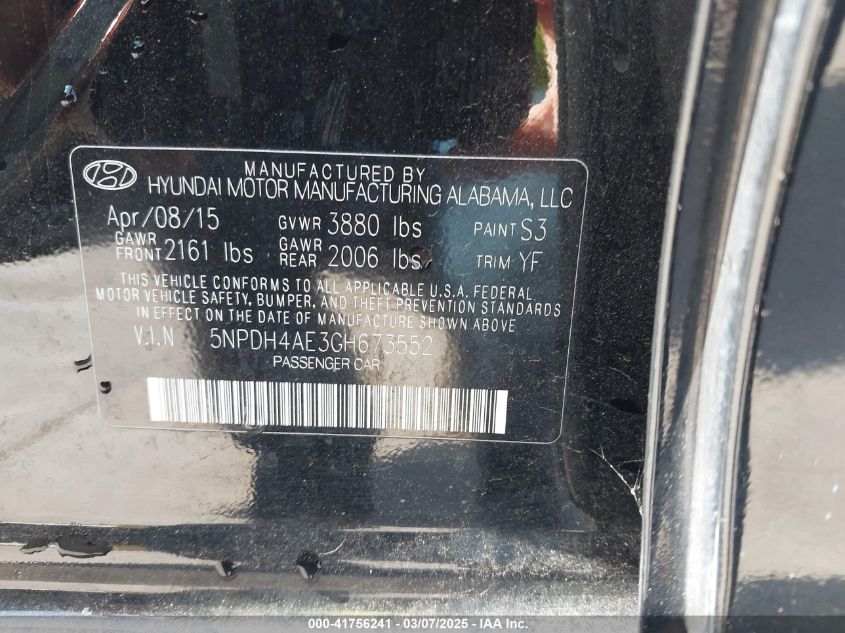 MANUFACTURED BY
HYUNDAI MOTOR MANUFACTURING ALABAMA, LLC
Apr/08/15 GVWR 3880 lbs PAINT S3
GAWR FRONT 2161 lbs GAWR REAR 2006 lbs TRIM YF
THIS VEHICLE CONFORMS TO ALL APPLICABLE U.S.A. FEDERAL
MOTOR VEHICLE SAFETY, BUMPER, AND THEFT PREVENTION STANDARDS
IN EFFECT ON THE DATE OF MANUFACTURE SHOWN ABOVE
V.I.N 5NPDH4AE3GH673552
PASSENGER CAR
000-41756241 - 03/07/2025 - IAAI.COM